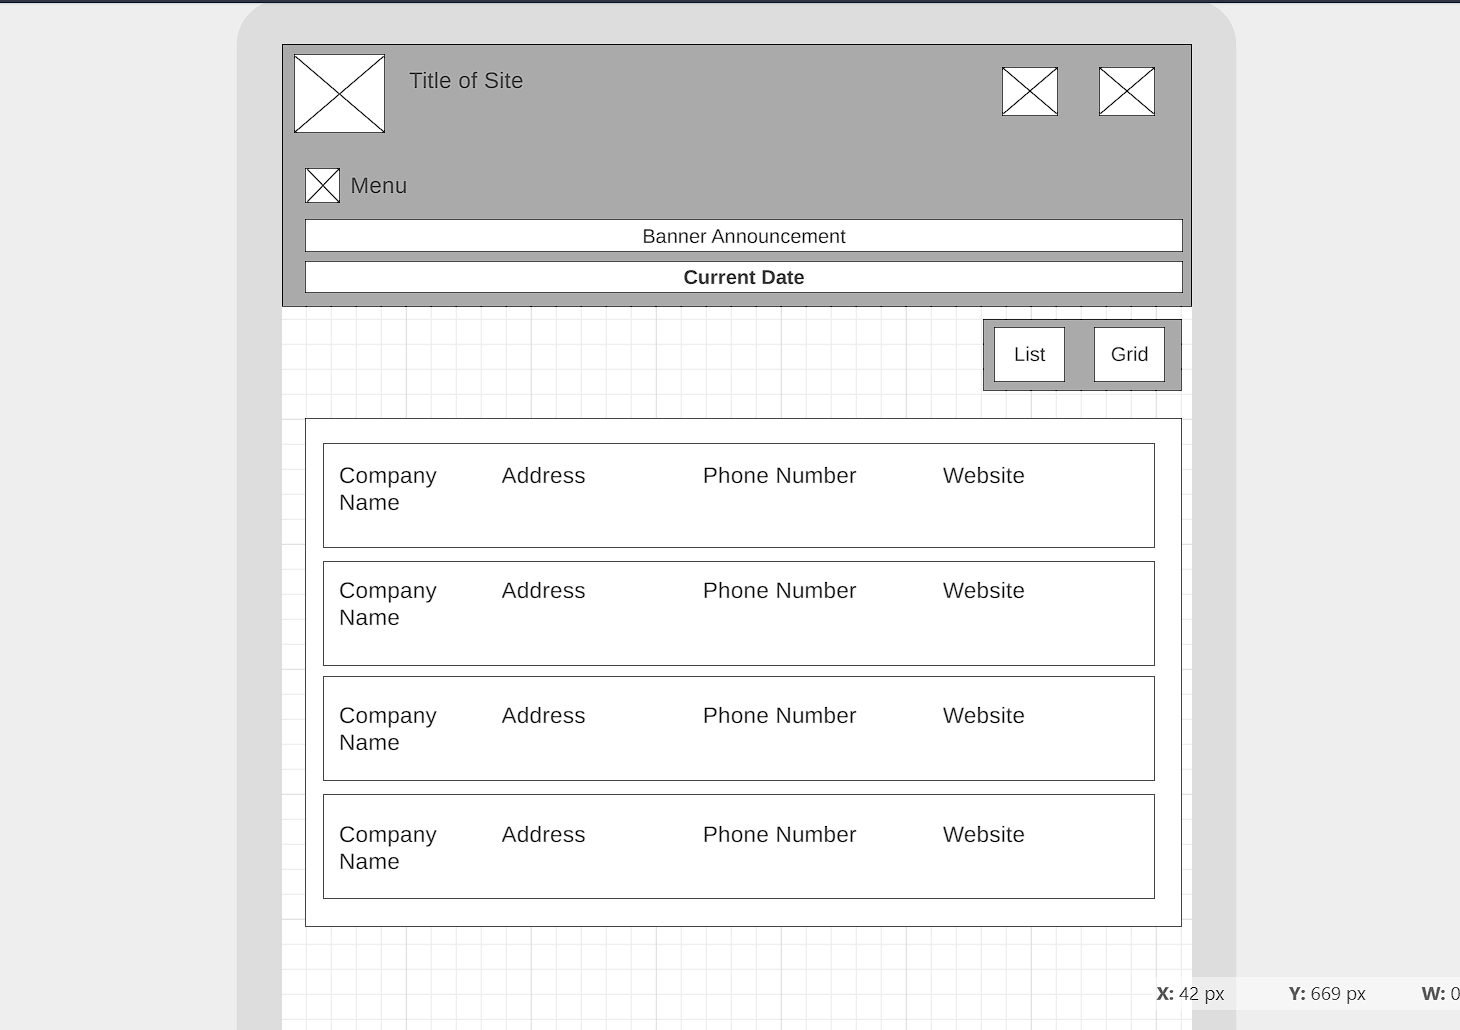 Title of Site
Menu
Banner Announcement
Current Date
List Grid
Company Address Phone Number Website
Name
Company Address Phone Number Website
Name
Company Address Phone Number Website
Name
Company Address Phone Number Website
Name
X: 42 px Y: 669 px W: 0